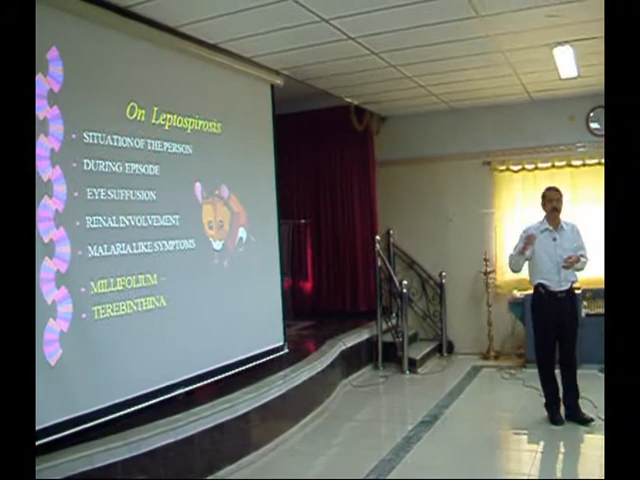 On Leptospirosis
SITUATION OF THE PERSON
DURING EPISODE
EYE SUFFUSION
RENAL INVOLVEMENT
MALARIA LIKE SYMPTOMS
MILLIFOLIUM –
TEREBINTHINA